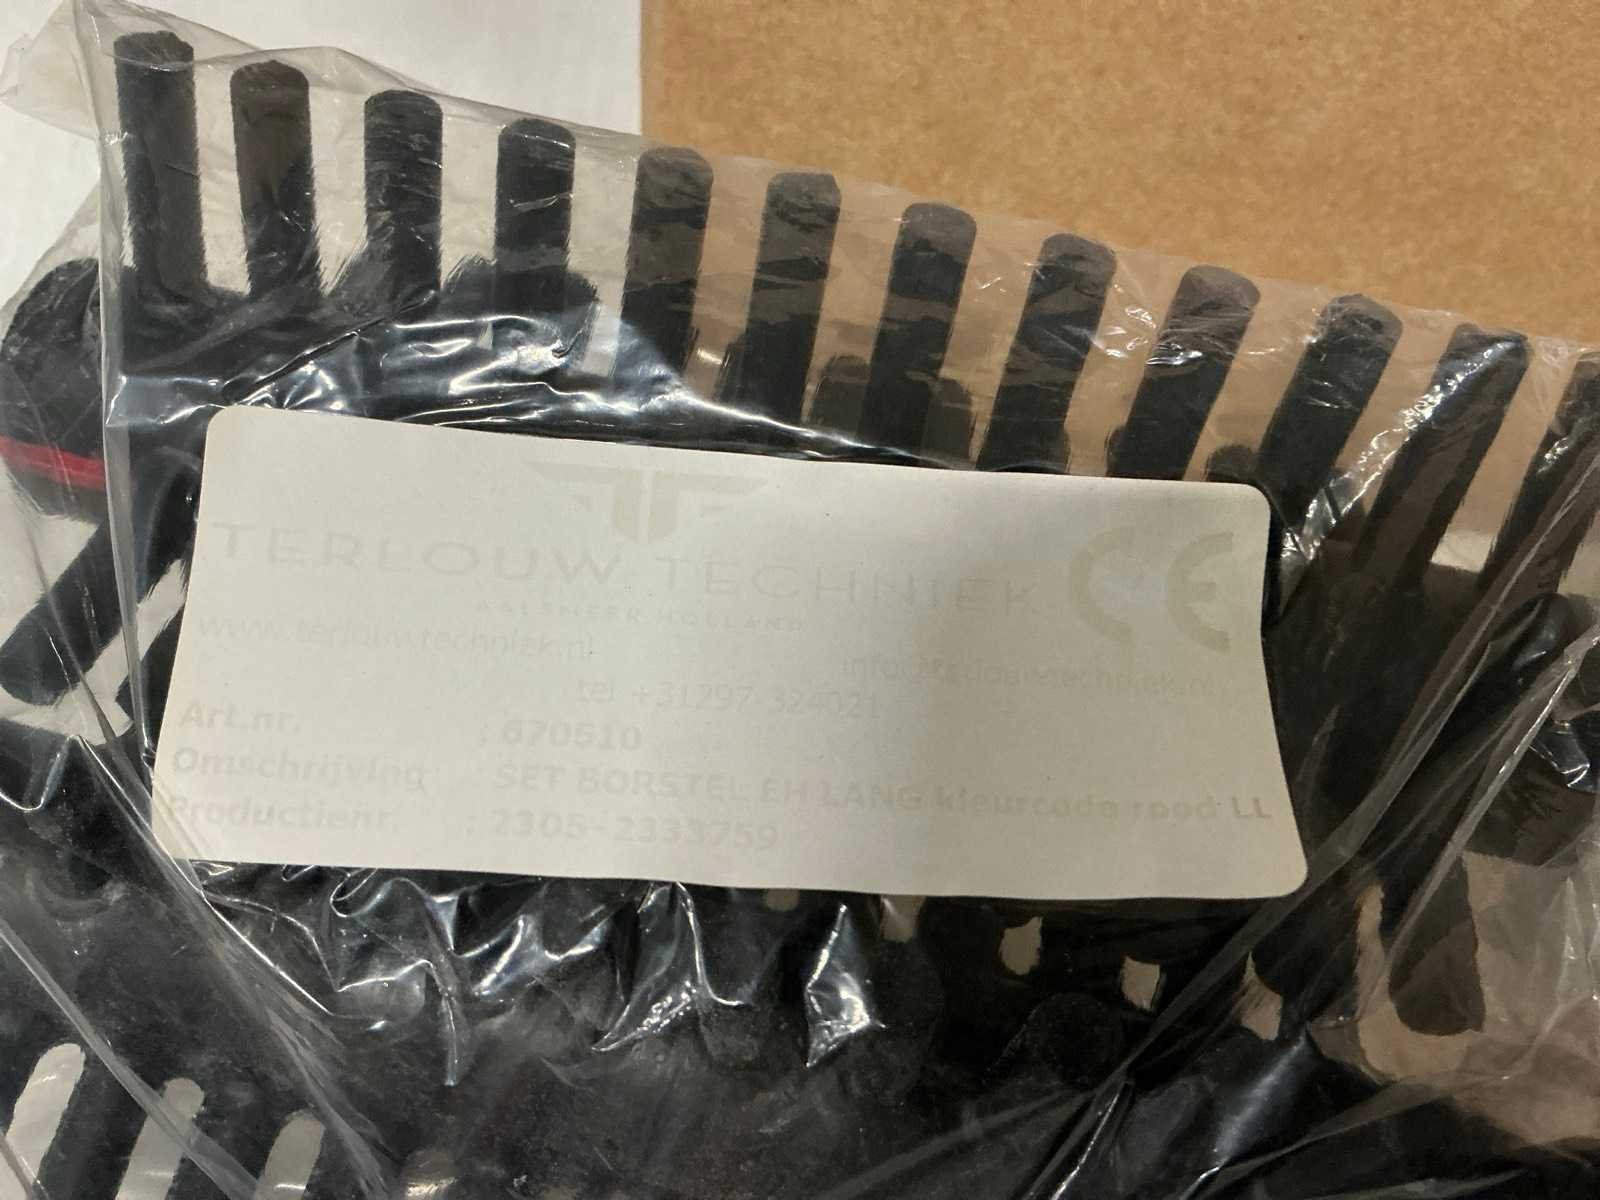 TERLOUW TECHNIEK CE
AALSMEER HOLLAND
www.terlouwtechniek.nl
info@terlouwtechniek.nl
tel +31297-324021
Art.nr. : 670510
Omschrijving : SET BORSTEL EH LANG kleurcode rood LL
Productienr. : 2305-2333759